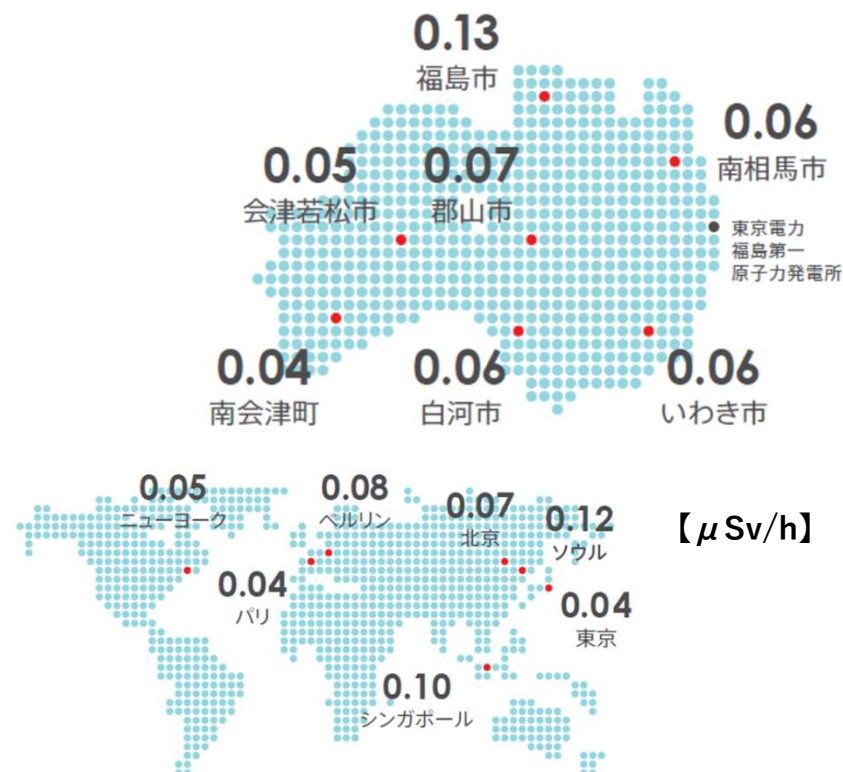 0.13
福島市
0.06
南相馬市
0.05
会津若松市
0.07
郡山市
東京電力
福島第一
原子力発電所
0.04
南会津町
0.06
白河市
0.06
いわき市
0.05
ニューヨーク
0.08
ベルリン
0.07
北京
0.12
ソウル
【μSv/h】
0.04
パリ
0.04
東京
0.10
シンガポール